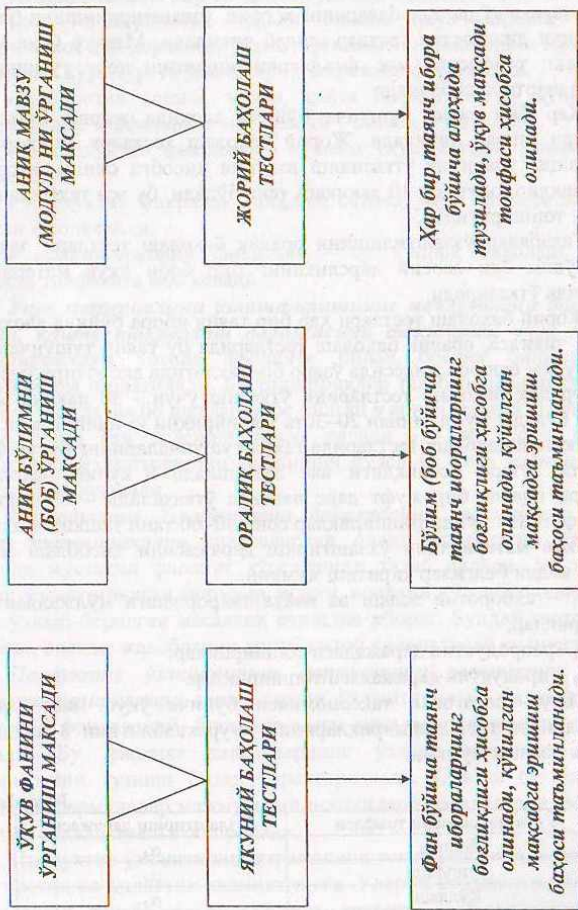 ЎҚУВ ФАНИНИ
ЎРГАНИШ МАКСАДИ
ЯКУНИЙ БАҲОЛАШ
ТЕСТЛАРИ
Фан бўйича таянч
ибораларнинг
боғлиқлиги ҳисобга
олинади, қўйилган
мақсадга эришишни
баҳоси таъминланади.
АНИҚ БЎЛИМНИ
(БОБ) ЎРГАНИШ
МАҚСАДИ
ОРАЛИҚ БАҲОЛАШ
ТЕСТЛАРИ
Бўлим (боб бўйича)
таянч ибораларнинг
боғлиқлиги ҳисобга
олинади, қўйилган
мақсадга эришиш
баҳоси таъминланади.
АНИҚ МАВЗУ
(МОДУЛ) НИ ЎРГАНИШ
МАҚСАДИ
ЖОРИЙ БАҲОЛАШ
ТЕСТЛАРИ
Ҳар бир таянч ибора
бўйича алоҳида
тузилади, ўқув мақсади
тоифаси ҳисобга
олинади